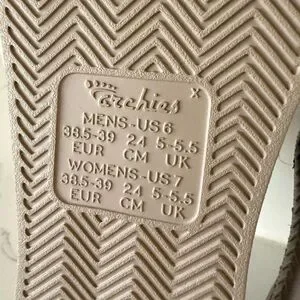 archies
X
MENS-US 6
38.5-39 24 5-5.5
EUR CM UK
WOMENS-US 7
38.5-39 24 5-5.5
EUR CM UK